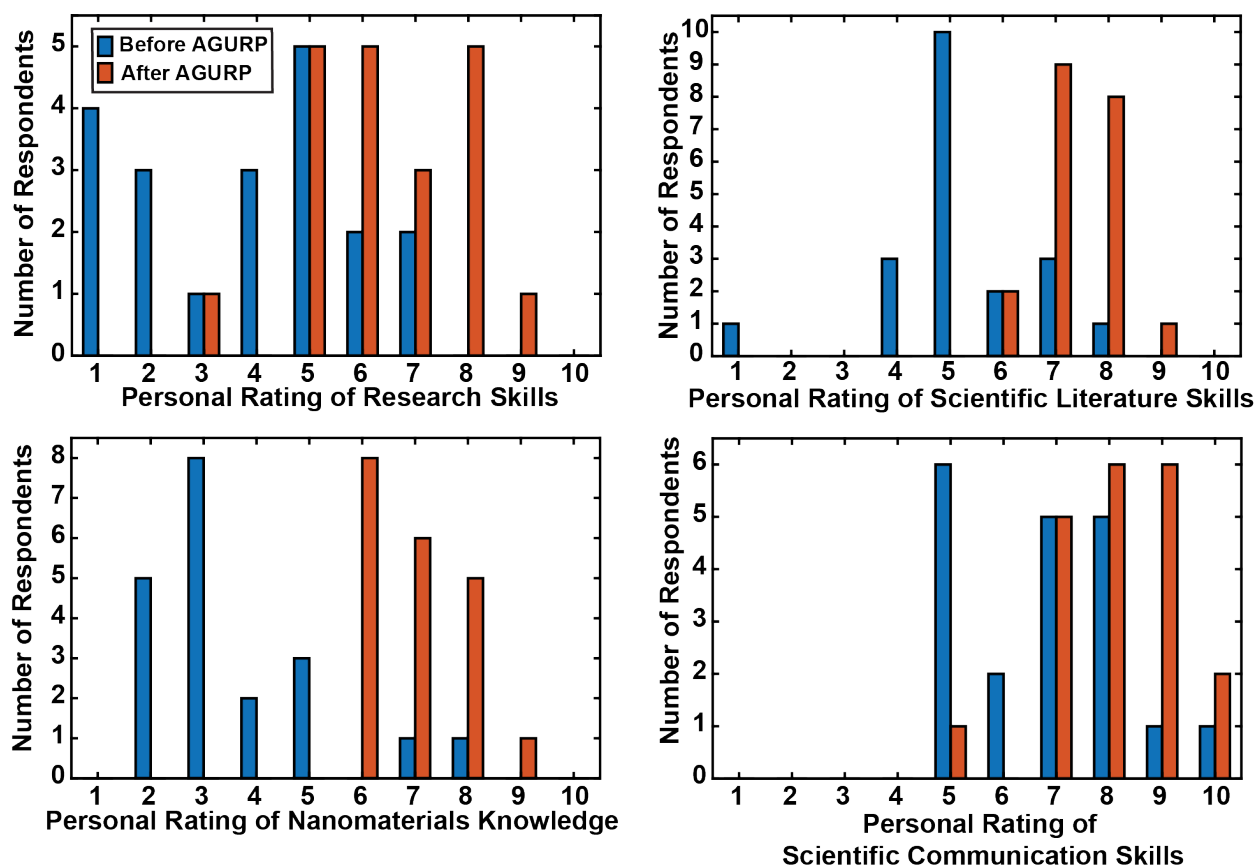 Number of Respondents
5
4
3
2
1
0
Before AGURP
After AGURP
1 2 3 4 5 6 7 8 9 10
Personal Rating of Research Skills
Number of Respondents
10
9
8
7
6
5
4
3
2
1
0
1 2 3 4 5 6 7 8 9 10
Personal Rating of Scientific Literature Skills
Number of Respondents
8
7
6
5
4
3
2
1
0
1 2 3 4 5 6 7 8 9 10
Personal Rating of Nanomaterials Knowledge
Number of Respondents
6
5
4
3
2
1
0
1 2 3 4 5 6 7 8 9 10
Personal Rating of
Scientific Communication Skills